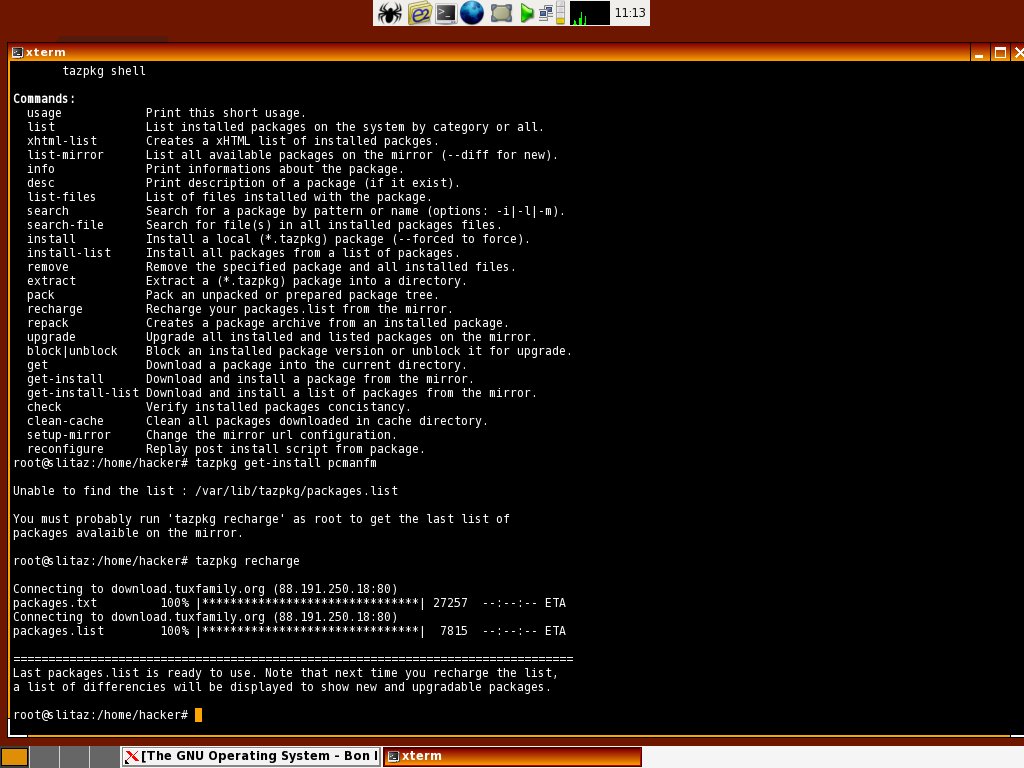 11:13
xterm
tazpkg shell
Commands:
usage Print this short usage.
list List installed packages on the system by category or all.
xhtml-list Creates a xHTML list of installed packges.
list-mirror List all available packages on the mirror (--diff for new).
info Print informations about the package.
desc Print description of a package (if it exist).
list-files List of files installed with the package.
search Search for a package by pattern or name (options: -i|-l|-m).
search-file Search for file(s) in all installed packages files.
install Install a local (*.tazpkg) package (--forced to force).
install-list Install all packages from a list of packages.
remove Remove the specified package and all installed files.
extract Extract a (*.tazpkg) package into a directory.
pack Pack an unpacked or prepared package tree.
recharge Recharge your packages.list from the mirror.
repack Creates a package archive from an installed package.
upgrade Upgrade all installed and listed packages on the mirror.
block|unblock Block an installed package version or unblock it for upgrade.
get Download a package into the current directory.
get-install Download and install a package from the mirror.
get-install-list Download and install a list of packages from the mirror.
check Verify installed packages concistancy.
clean-cache Clean all packages downloaded in cache directory.
setup-mirror Change the mirror url configuration.
reconfigure Replay post install script from package.
root@slitaz:/home/hacker# tazpkg get-install pcmanfm
Unable to find the list : /var/lib/tazpkg/packages.list
You must probably run 'tazpkg recharge' as root to get the last list of
packages avalaible on the mirror.
root@slitaz:/home/hacker# tazpkg recharge
Connecting to download.tuxfamily.org (88.191.250.18:80)
packages.txt 100% |*******************************| 27257 --:--:-- ETA
Connecting to download.tuxfamily.org (88.191.250.18:80)
packages.list 100% |*******************************| 7815 --:--:-- ETA
================================================================================
Last packages.list is ready to use. Note that next time you recharge the list,
a list of differencies will be displayed to show new and upgradable packages.
root@slitaz:/home/hacker#
[The GNU Operating System - Bon xterm